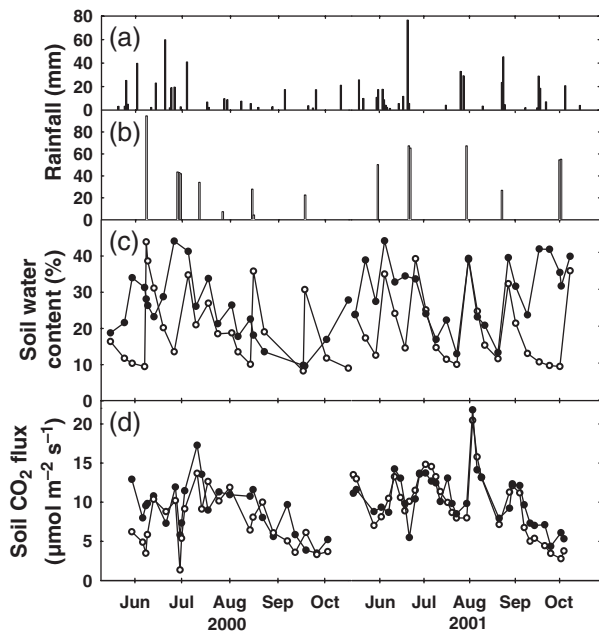 (a)
Rainfall (mm)
80
60
40
20
0
(b)
80
60
40
20
0
(c)
Soil water
content (%)
40
30
20
10
0
(d)
Soil CO₂ flux
(μmol m⁻² s⁻¹)
20
15
10
5
0
Jun Jul Aug Sep Oct Jun Jul Aug Sep Oct
2000 2001